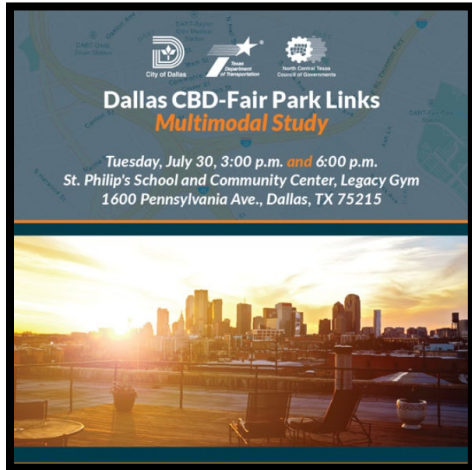 City of Dallas
Texas
Department
of Transportation
North Central Texas
Council of Governments
Dallas CBD-Fair Park Links
Multimodal Study
Tuesday, July 30, 3:00 p.m. and 6:00 p.m.
St. Philip's School and Community Center, Legacy Gym
1600 Pennsylvania Ave., Dallas, TX 75215